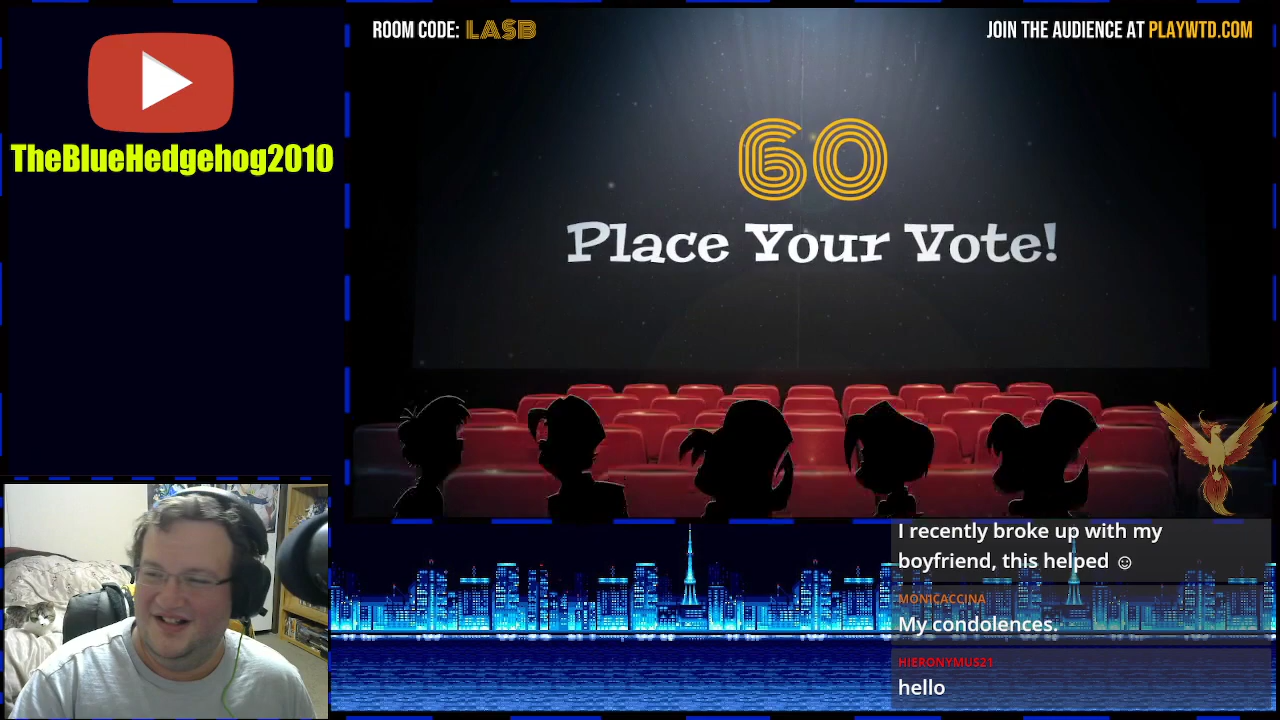 TheBlueHedgehog2010
ROOM CODE: LASB
JOIN THE AUDIENCE AT PLAYWTD.COM
60
Place Your Vote!
I recently broke up with my
boyfriend, this helped ☺
MONICACCINA
My condolences.
HIERONYMUS21
hello